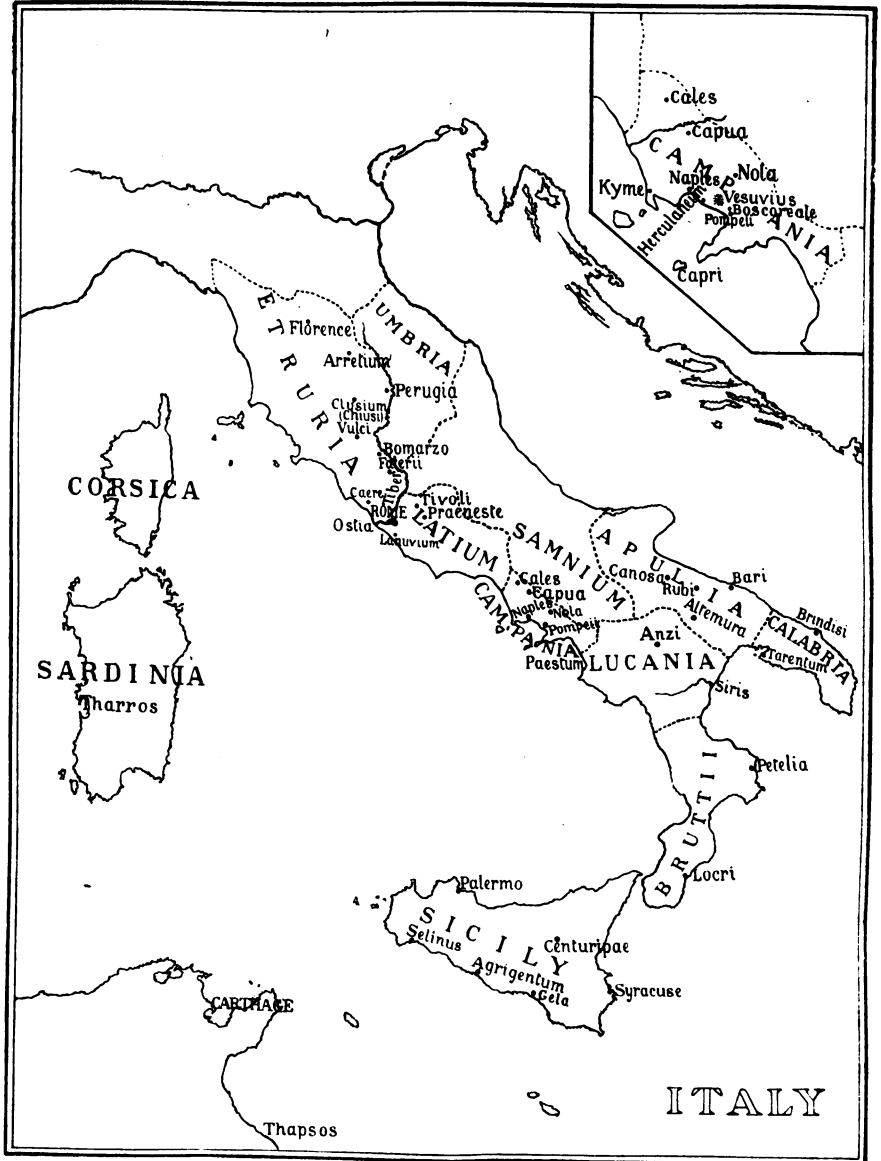 Cales
Capua
CAMPANIA
Nola
Naples
Kyme
Vesuvius
Boscoreale
Pompeii
Herculaneum
Capri
ETRURIA
UMBRIA
Florence
Arretium
Perugia
Clusium
(Chiusi)
Vulci
Bomarzo
Falerii
Tiber
CORSICA
Caere
Tivoli
ROME
Praeneste
Ostia
Lanuvium
LATIUM
SAMNIUM
APULIA
Canosa
Rubi
Bari
Cales
Capua
CAMPANIA
Naples
Nola
Pompeii
Altemura
Brindisi
CALABRIA
Anzi
Tarentum
Paestum
LUCANIA
SARDINIA
Tharros
Siris
Petelia
BRUTTII
Locri
Palermo
SICILY
Selinus
Centuripae
Agrigentum
Gela
Syracuse
CARTHAGE
ITALY
Thapsos